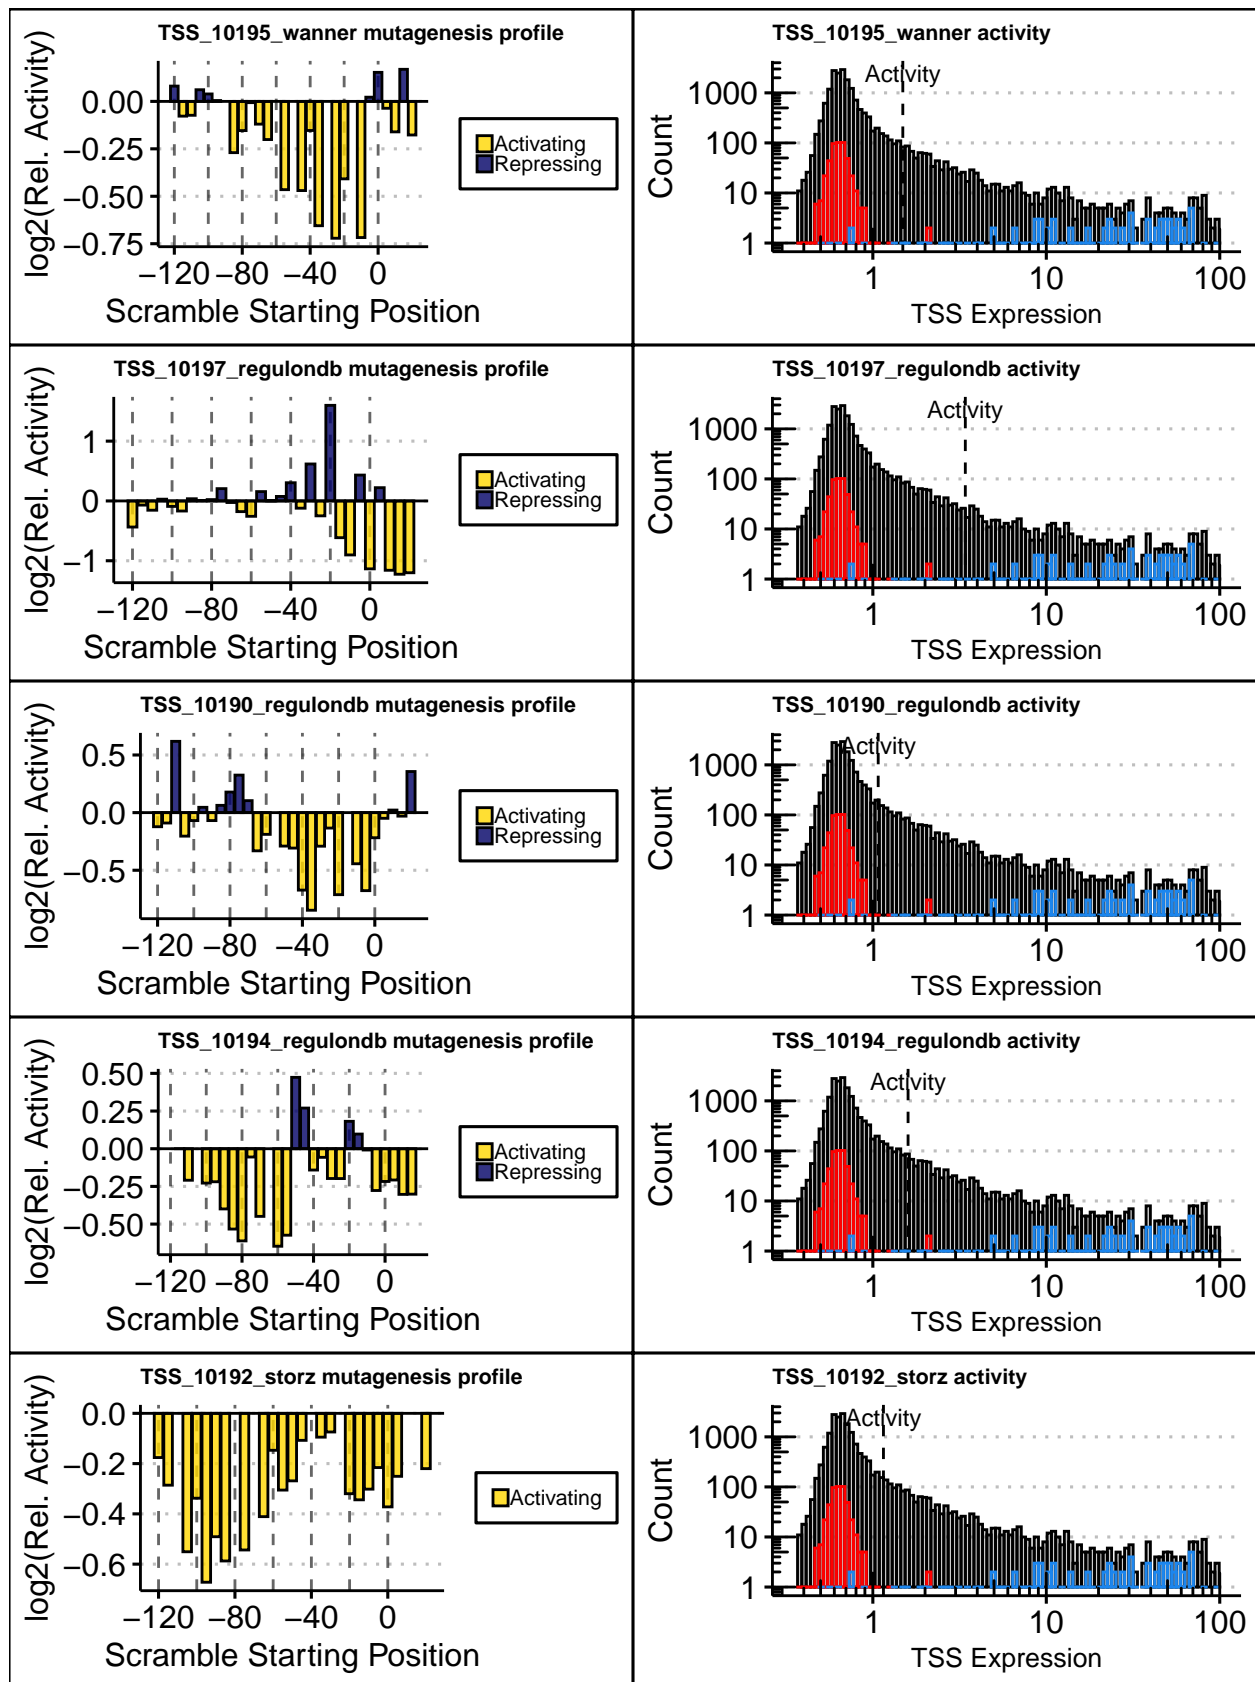 TSS_10195_wanner mutagenesis profile
log2(Rel. Activity)
0.00
−0.25
−0.50
−0.75
−120 −80 −40 0
Scramble Starting Position
Activating
Repressing
TSS_10195_wanner activity
Activity
Count
1000
100
10
1
1 10 100
TSS Expression
TSS_10197_regulondb mutagenesis profile
log2(Rel. Activity)
1
0
−1
−120 −80 −40 0
Scramble Starting Position
Activating
Repressing
TSS_10197_regulondb activity
Activity
Count
1000
100
10
1
1 10 100
TSS Expression
TSS_10190_regulondb mutagenesis profile
log2(Rel. Activity)
0.5
0.0
−0.5
−120 −80 −40 0
Scramble Starting Position
Activating
Repressing
TSS_10190_regulondb activity
Activity
Count
1000
100
10
1
1 10 100
TSS Expression
TSS_10194_regulondb mutagenesis profile
log2(Rel. Activity)
0.50
0.25
0.00
−0.25
−0.50
−120 −80 −40 0
Scramble Starting Position
Activating
Repressing
TSS_10194_regulondb activity
Activity
Count
1000
100
10
1
1 10 100
TSS Expression
TSS_10192_storz mutagenesis profile
log2(Rel. Activity)
0.0
−0.2
−0.4
−0.6
−120 −80 −40 0
Scramble Starting Position
Activating
TSS_10192_storz activity
Activity
Count
1000
100
10
1
1 10 100
TSS Expression